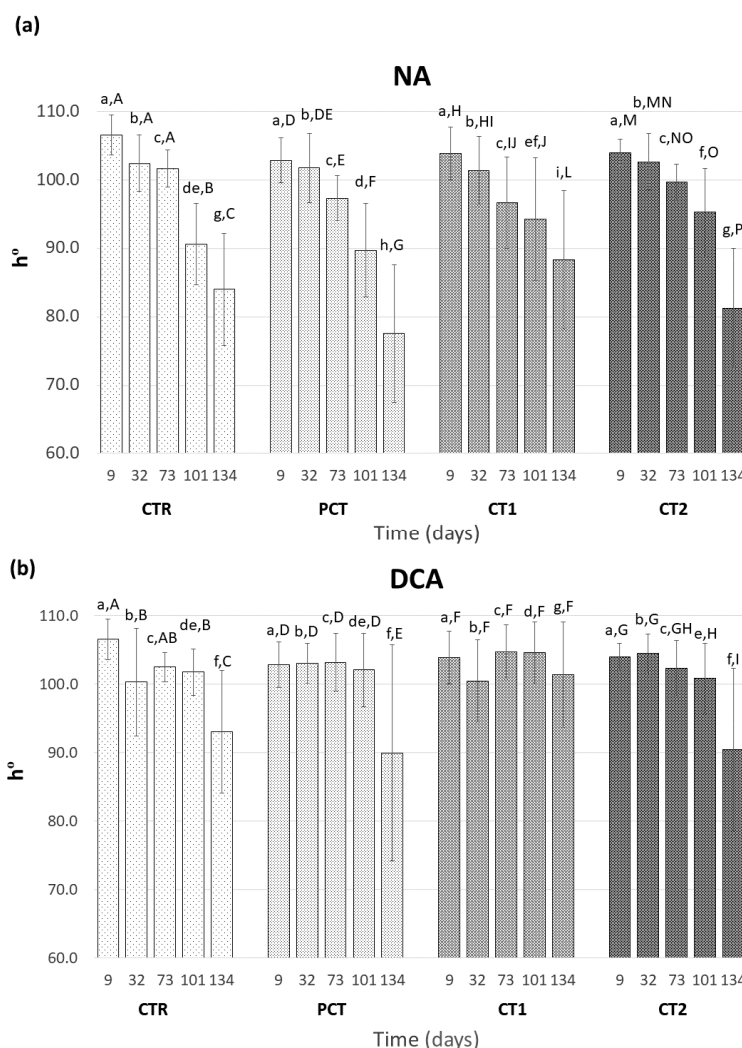 (a)
NA
a,A b,A c,A de,B g,C a,D b,DE c,E d,F h,G a,H b,HI c,IJ ef,J i,L a,M b,MN c,NO f,O g,P
110.0
100.0
90.0
80.0
70.0
60.0
hº
9 32 73 101 134 9 32 73 101 134 9 32 73 101 134 9 32 73 101 134
CTR PCT CT1 CT2
Time (days)
(b)
DCA
a,A b,B c,AB de,B f,C a,D b,D c,D de,D f,E a,F b,F c,F d,F g,F a,G b,G c,GH e,H f,I
110.0
100.0
90.0
80.0
70.0
60.0
hº
9 32 73 101 134 9 32 73 101 134 9 32 73 101 134 9 32 73 101 134
CTR PCT CT1 CT2
Time (days)